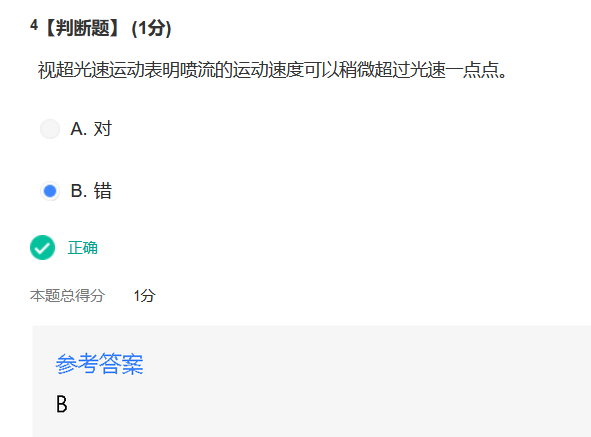 4【判断题】 (1分)
视超光速运动表明喷流的运动速度可以稍微超过光速一点点。
A. 对
B. 错
正确
本题总得分 1分
参考答案
B